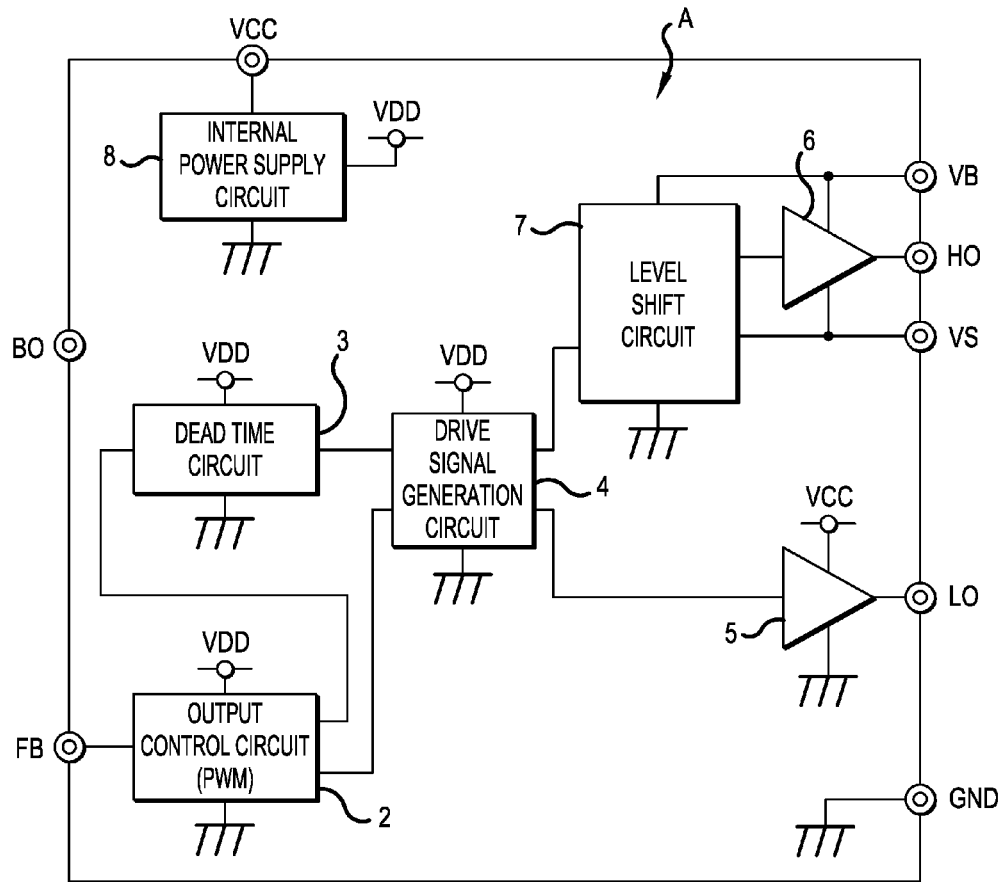 VCC
A
INTERNAL
POWER SUPPLY
CIRCUIT
8
VDD
6
VB
7
LEVEL
SHIFT
CIRCUIT
HO
VS
BO
VDD
3
DEAD TIME
CIRCUIT
VDD
DRIVE
SIGNAL
GENERATION
CIRCUIT
4
VCC
5
LO
VDD
FB
OUTPUT
CONTROL CIRCUIT
(PWM)
2
GND